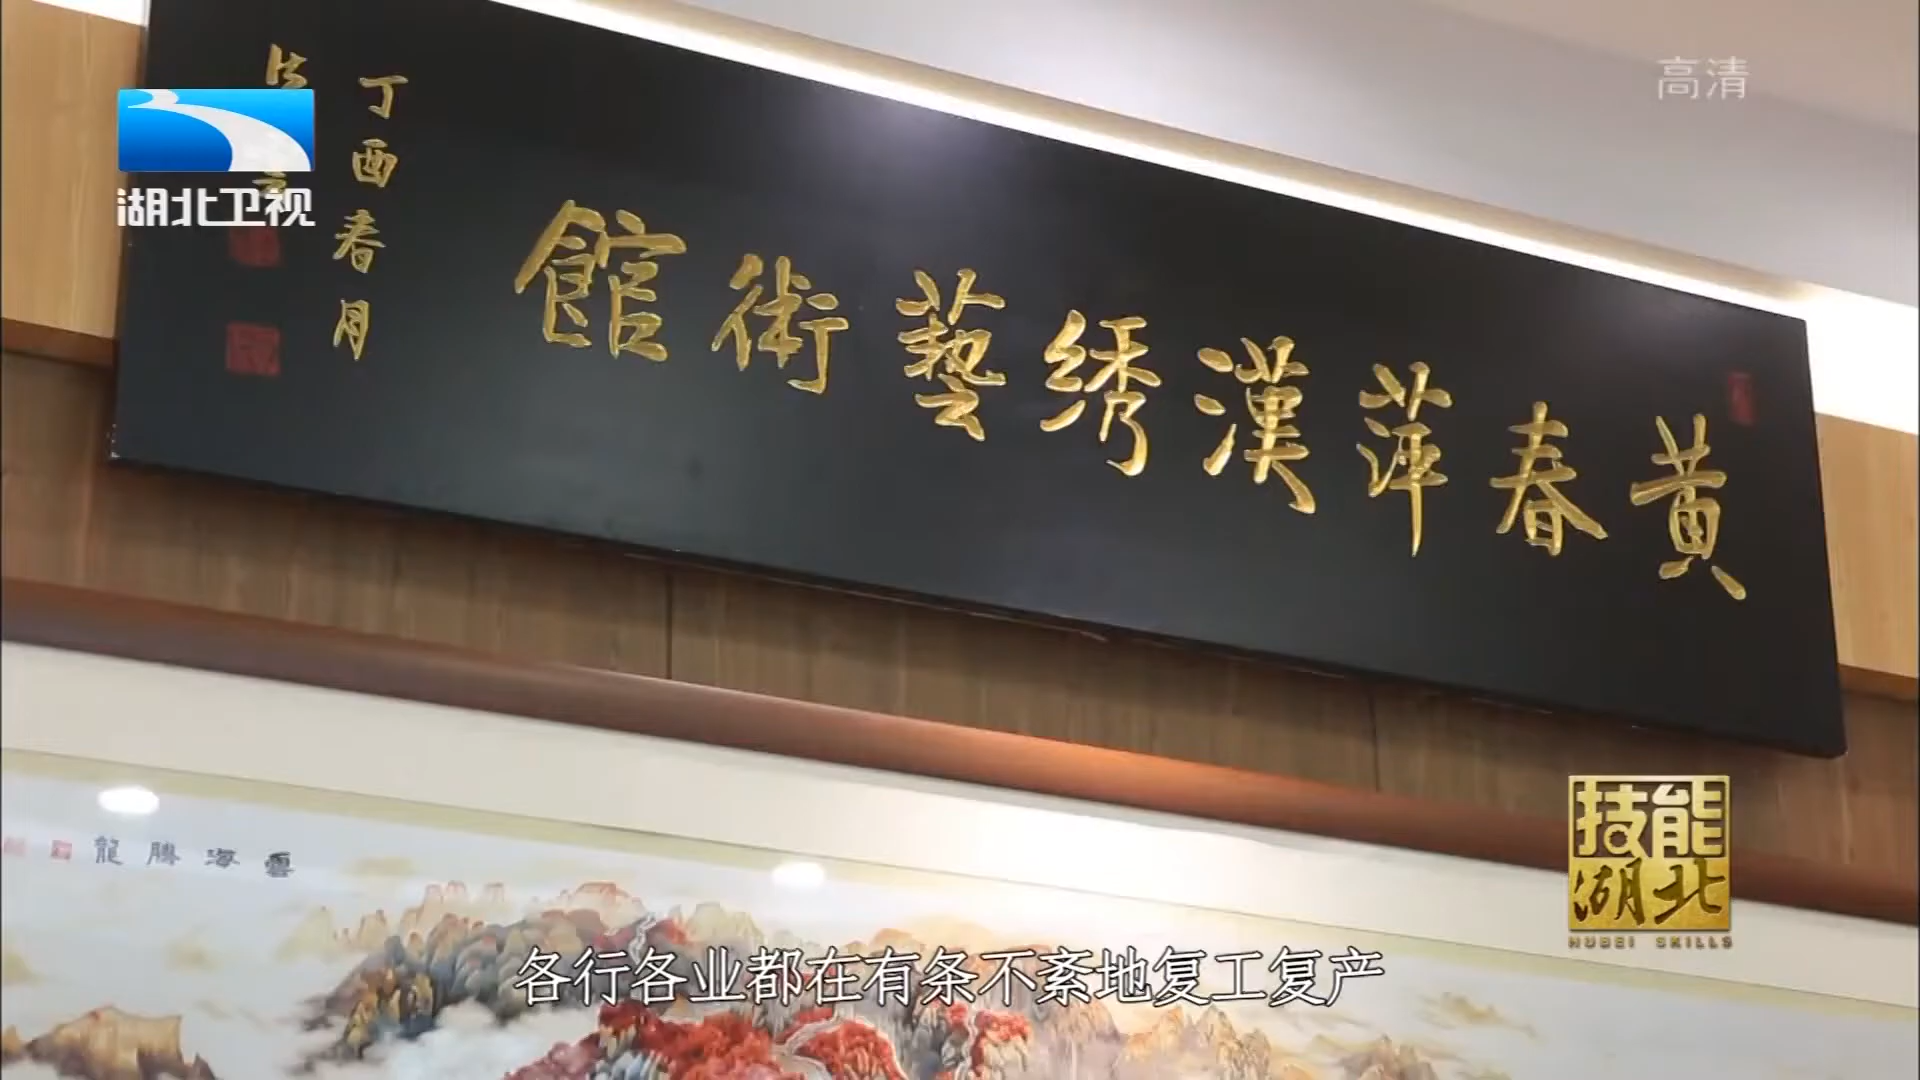 湖北卫视
高清
黄春萍漢绣藝術館
丁酉春月
雲海腾龍
技能
湖北
HUBEI SKILLS
各行各业都在有条不紊地复工复产